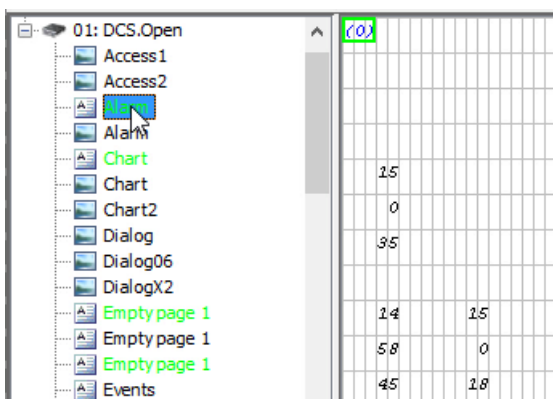 01: DCS.Open
Access1
Access2
Alarm
Alarm
Chart
Chart
Chart2
Dialog
Dialog06
DialogX2
Empty page 1
Empty page 1
Empty page 1
Events
(0)
15
0
35
14 15
58 0
45 18